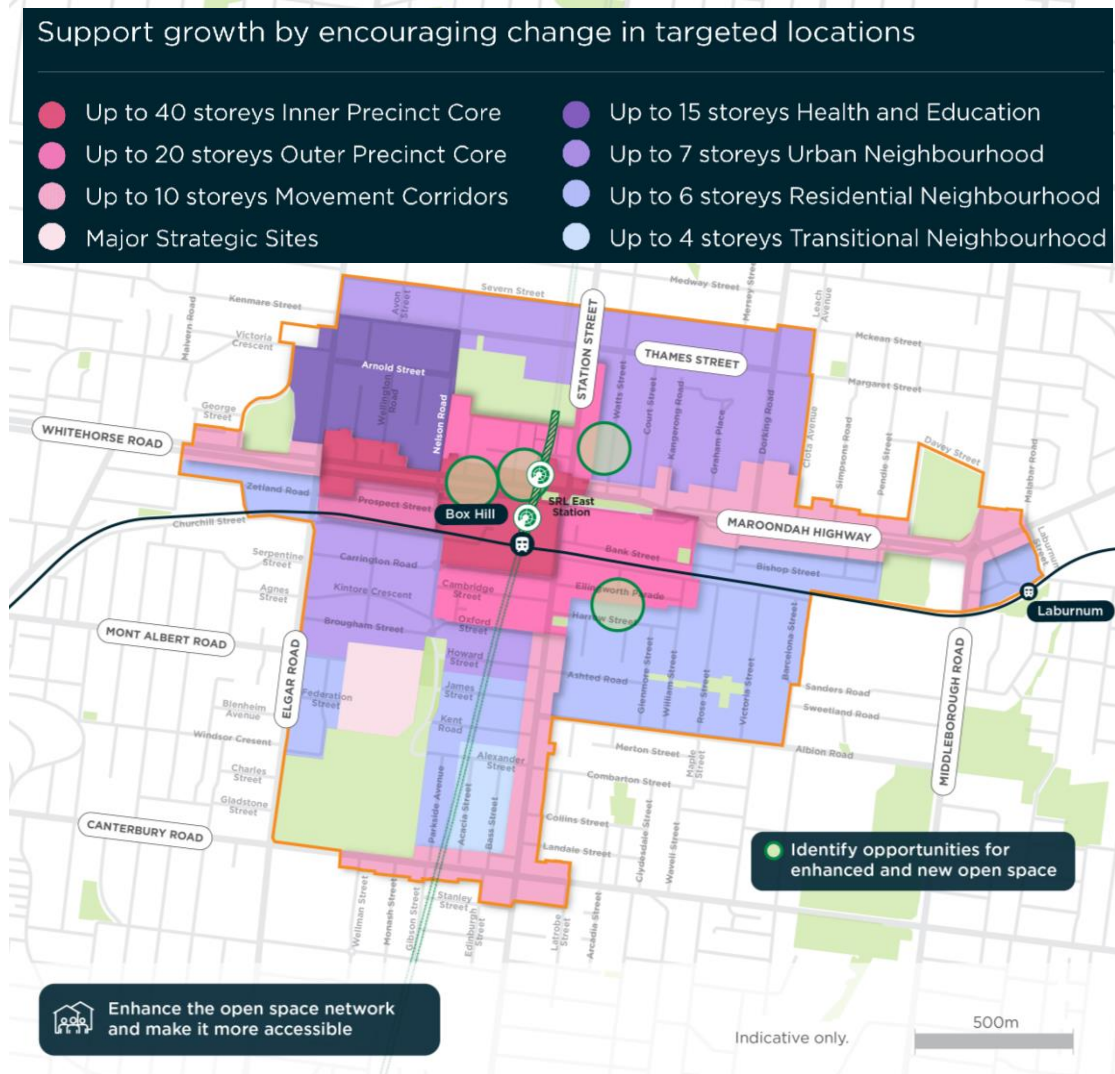 Support growth by encouraging change in targeted locations
Up to 40 storeys Inner Precinct Core
Up to 20 storeys Outer Precinct Core
Up to 10 storeys Movement Corridors
Major Strategic Sites
Up to 15 storeys Health and Education
Up to 7 storeys Urban Neighbourhood
Up to 6 storeys Residential Neighbourhood
Up to 4 storeys Transitional Neighbourhood
Severn Street
Medway Street
Mersey Street
Leach
Avenue
Kenmare Street
Avon
Street
Malvern Road
Victoria
Crescent
STATION STREET
THAMES STREET
Mckean Street
Arnold Street
Wellington
Road
Nelson Road
Watts Street
Court Street
Kangerong Road
Graham Place
Dorking Road
Margaret Street
George
Street
WHITEHORSE ROAD
Clota Avenue
Simpsons Road
Pendle Street
Davey Street
Malabar Road
Zetland Road
Prospect Street
Box Hill
SRL East
Station
MAROONDAH HIGHWAY
Laburnum
Street
Churchill Street
Bank Street
Bishop Street
Serpentine
Street
Carrington Road
Agnes
Street
Kintore Crescent
Cambridge
Street
Ellingworth Parade
Laburnum
MONT ALBERT ROAD
Brougham Street
Oxford
Street
Harrow Street
Barcelona Street
ELGAR ROAD
Howard
Street
Ashted Road
Glenmore Street
William Street
Rose Street
Victoria Street
MIDDLEBOROUGH ROAD
Federation
Street
James
Street
Sanders Road
Blenheim
Avenue
Kent
Road
Sweetland Road
Windsor Cresent
Alexander
Street
Merton Street
Maple
Street
Albion Road
Charles
Street
Combarton Street
Gladstone
Street
Parkside Avenue
Acacia Street
Bass Street
Collins Street
CANTERBURY ROAD
Landale Street
Clydesdale Street
Wavell Street
Identify opportunities for
enhanced and new open space
Wellman Street
Monash Street
Gibson Street
Stanley
Street
Edinburgh
Street
Latrobe
Street
Arcadia Street
Enhance the open space network
and make it more accessible
Indicative only.
500m